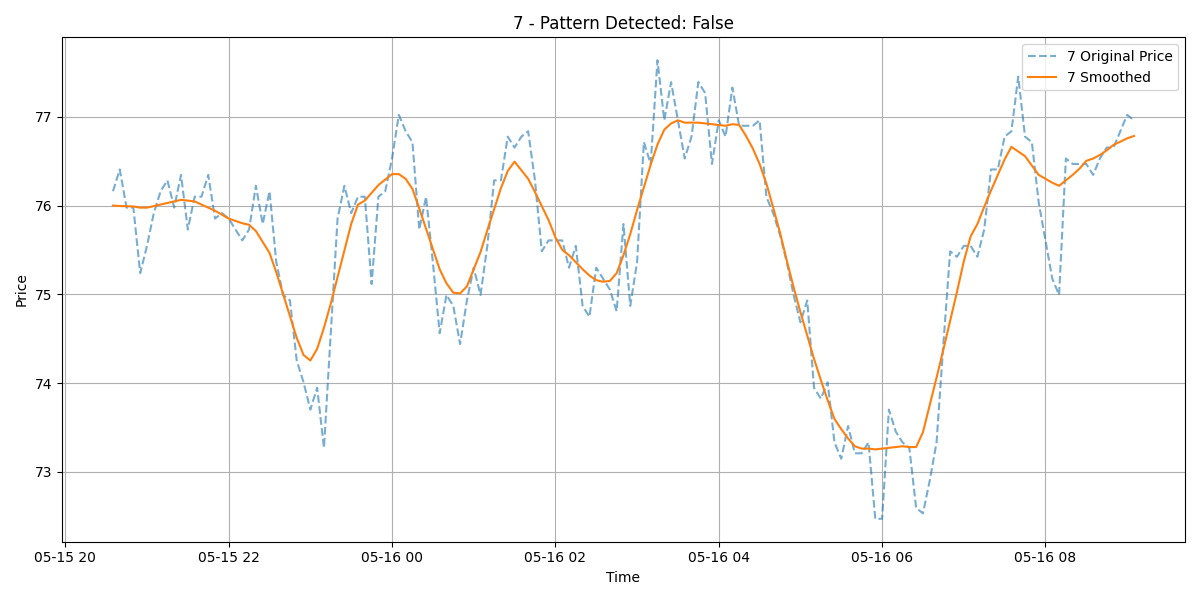 7 - Pattern Detected: False
7 Original Price
7 Smoothed
Price
77
76
75
74
73
05-15 20
05-15 22
05-16 00
05-16 02
05-16 04
05-16 06
05-16 08
Time